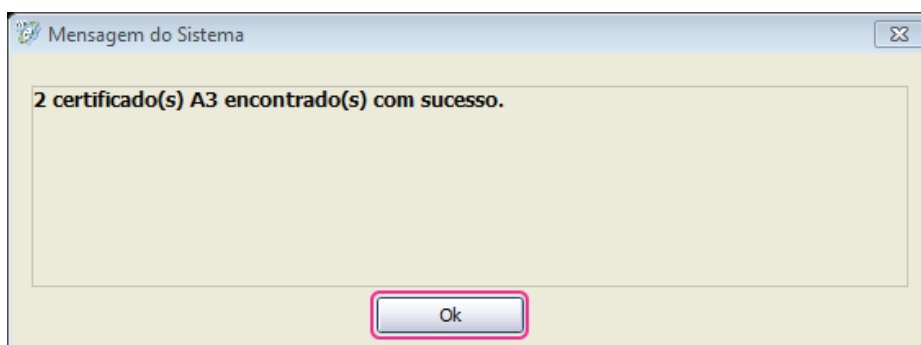 Mensagem do Sistema
2 certificado(s) A3 encontrado(s) com sucesso.
Ok